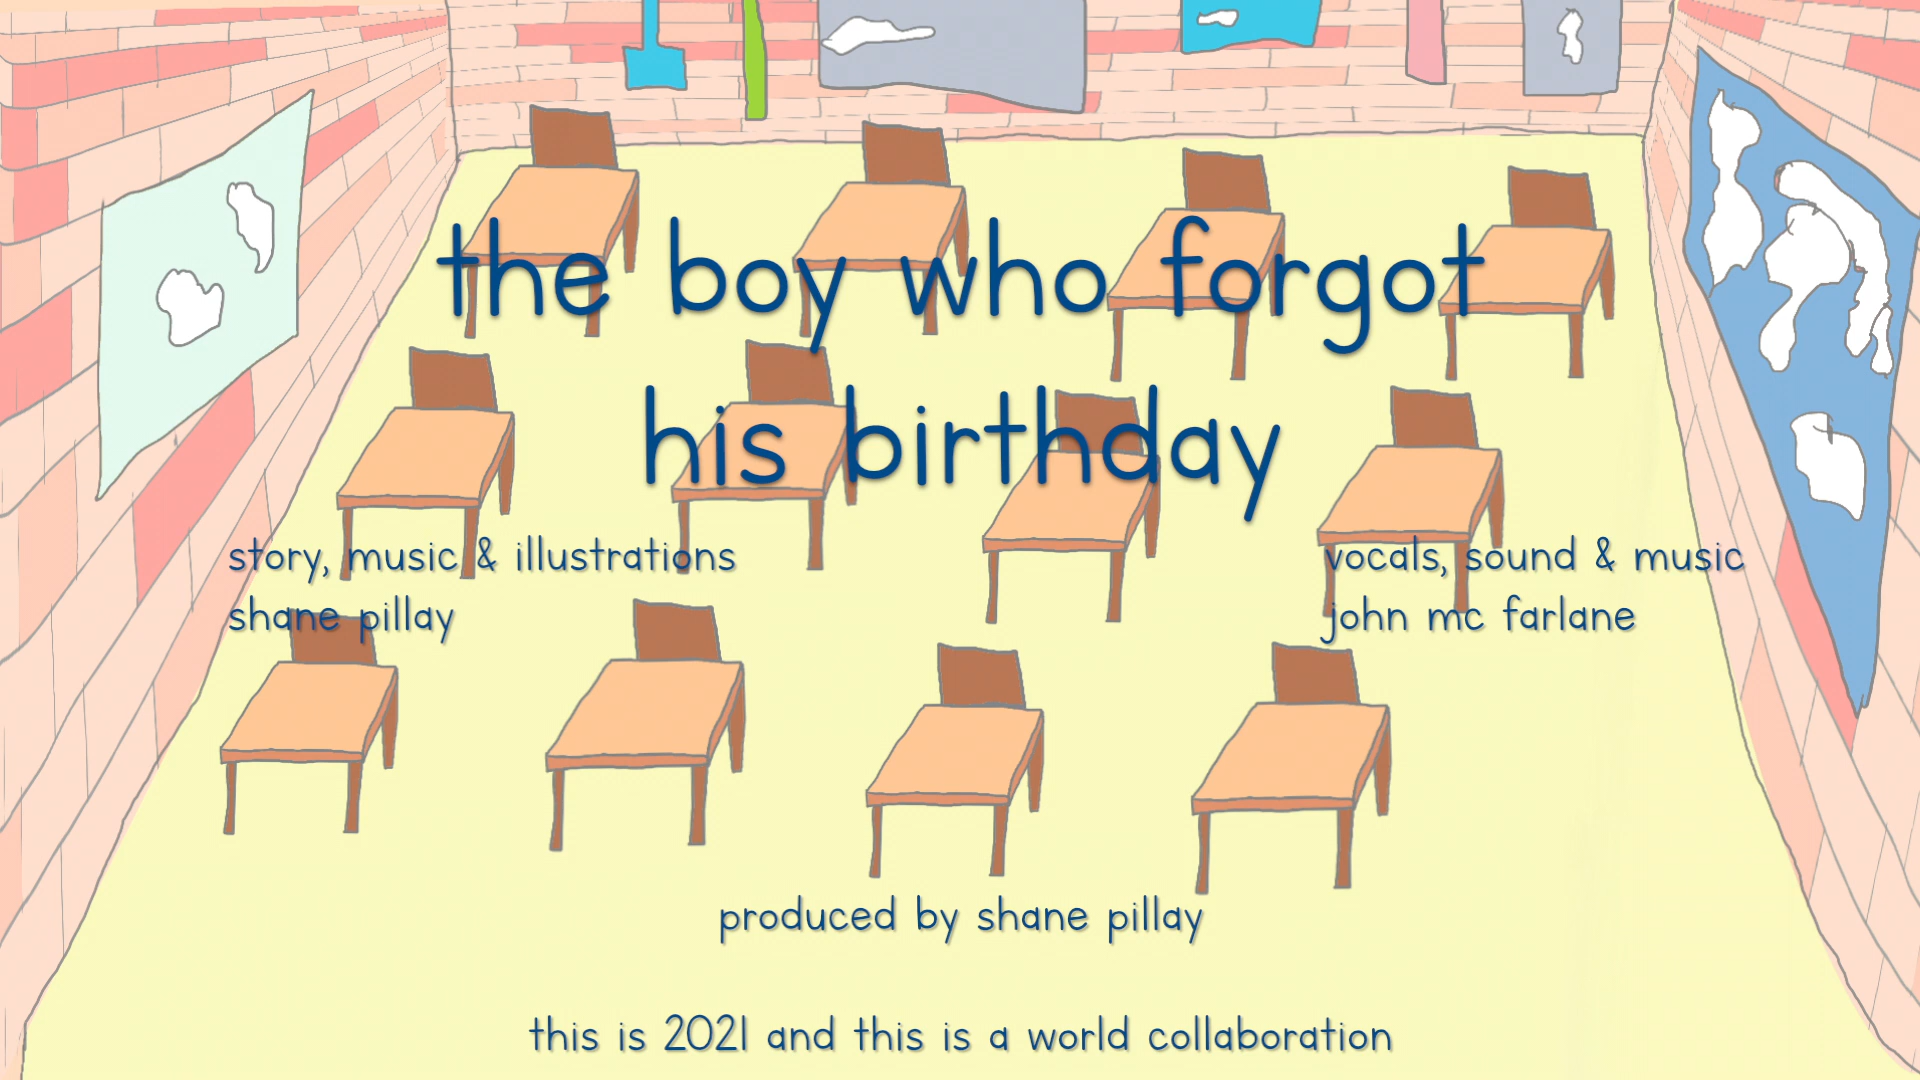 the boy who forgot
his birthday
story, music & illustrations
shane pillay
vocals, sound & music
john mc farlane
produced by shane pillay
this is 2021 and this is a world collaboration